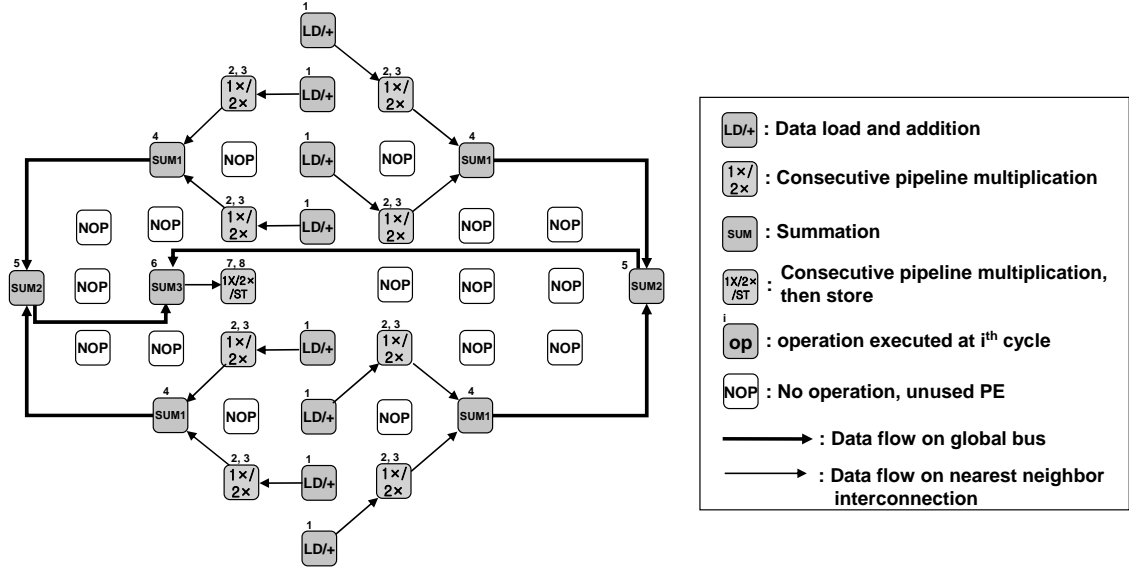 1
LD/+
2, 3
1×/
2×
1
LD/+
2, 3
1×/
2×
4
SUM1
NOP
1
LD/+
NOP
4
SUM1
2, 3
1×/
2×
1
LD/+
2, 3
1×/
2×
NOP
NOP
NOP
NOP
5
SUM2
NOP
6
SUM3
7, 8
1X/2×
/ST
NOP
NOP
NOP
5
SUM2
NOP
NOP
2, 3
1×/
2×
1
LD/+
2, 3
1×/
2×
NOP
NOP
4
SUM1
NOP
1
LD/+
NOP
4
SUM1
2, 3
1×/
2×
1
LD/+
2, 3
1×/
2×
1
LD/+
LD/+ : Data load and addition
1×/
2× : Consecutive pipeline multiplication
SUM : Summation
1X/2×
/ST : Consecutive pipeline multiplication,
then store
i
op : operation executed at ith cycle
NOP : No operation, unused PE
: Data flow on global bus
: Data flow on nearest neighbor
interconnection